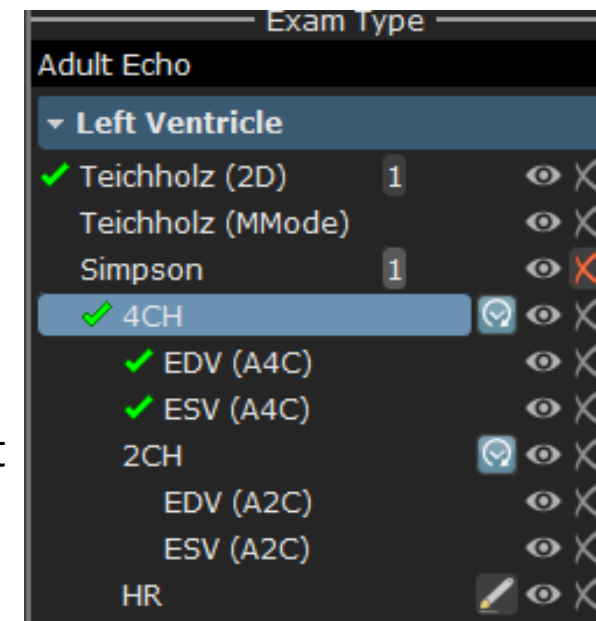 Exam Type
Adult Echo
Left Ventricle
Teichholz (2D) 1
Teichholz (MMode)
Simpson 1
4CH
EDV (A4C)
ESV (A4C)
t
2CH
EDV (A2C)
ESV (A2C)
HR